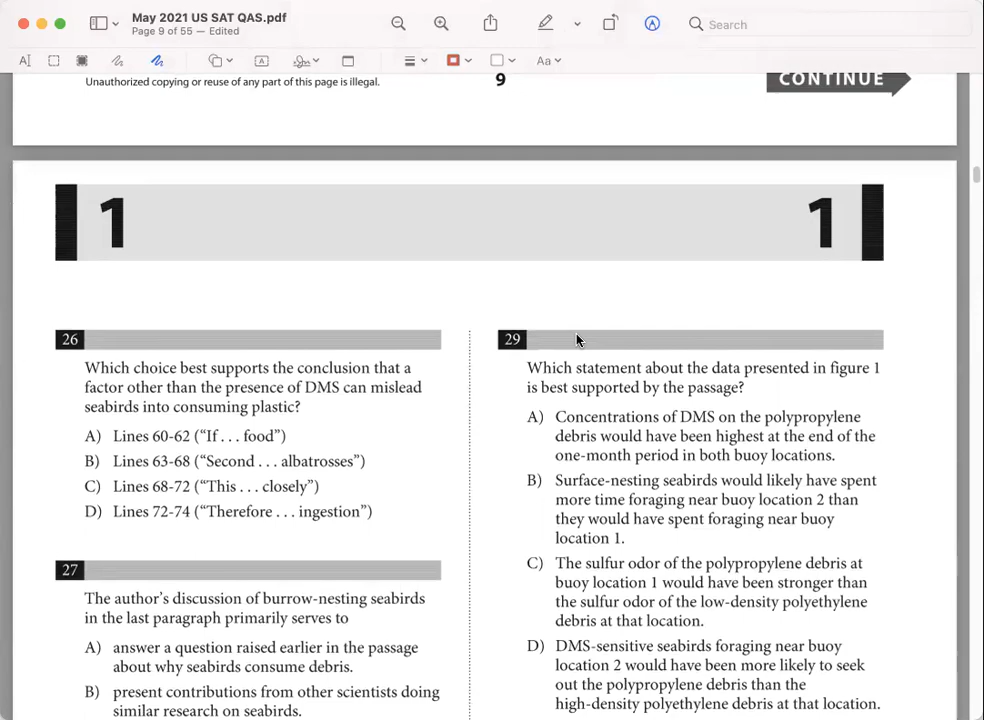 May 2021 US SAT QAS.pdf
Page 9 of 55 — Edited
Search
Aa
Unauthorized copying or reuse of any part of this page is illegal.
9
CONTINUE
1
1
26
Which choice best supports the conclusion that a
factor other than the presence of DMS can mislead
seabirds into consuming plastic?
A) Lines 60-62 (“If . . . food”)
B) Lines 63-68 (“Second . . . albatrosses”)
C) Lines 68-72 (“This . . . closely”)
D) Lines 72-74 (“Therefore . . . ingestion”)
27
The author’s discussion of burrow-nesting seabirds
in the last paragraph primarily serves to
A) answer a question raised earlier in the passage
about why seabirds consume debris.
B) present contributions from other scientists doing
similar research on seabirds.
29
Which statement about the data presented in figure 1
is best supported by the passage?
A) Concentrations of DMS on the polypropylene
debris would have been highest at the end of the
one-month period in both buoy locations.
B) Surface-nesting seabirds would likely have spent
more time foraging near buoy location 2 than
they would have spent foraging near buoy
location 1.
C) The sulfur odor of the polypropylene debris at
buoy location 1 would have been stronger than
the sulfur odor of the low-density polyethylene
debris at that location.
D) DMS-sensitive seabirds foraging near buoy
location 2 would have been more likely to seek
out the polypropylene debris than the
high-density polyethylene debris at that location.